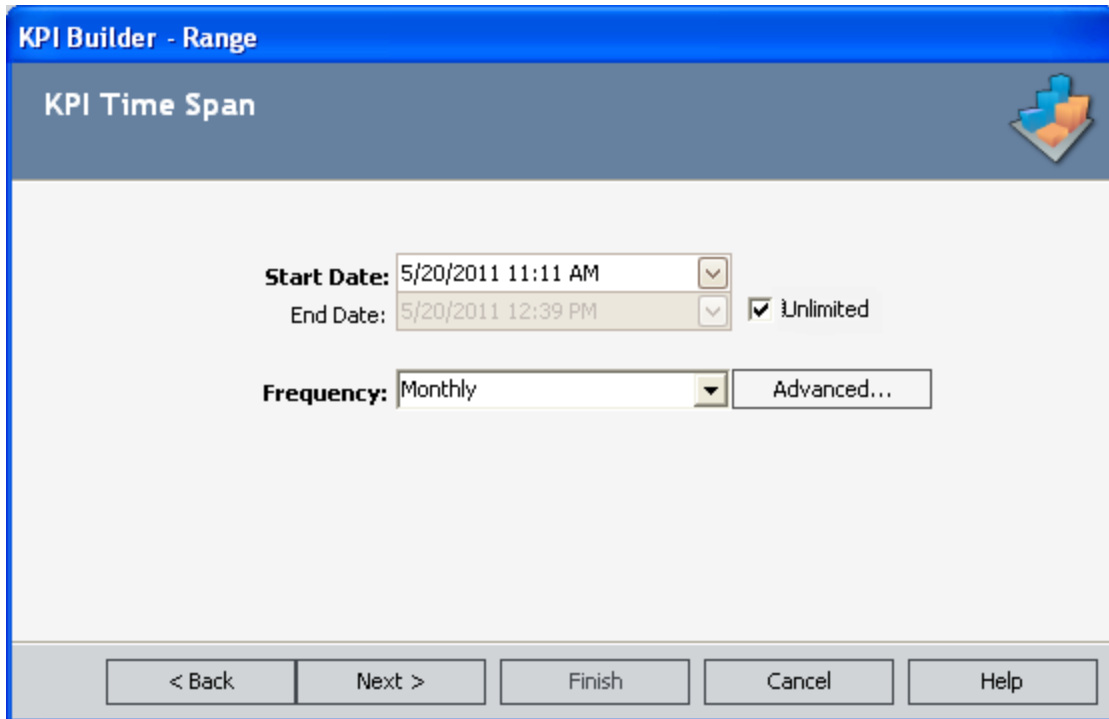 KPI Builder - Range
KPI Time Span
Start Date: 5/20/2011 11:11 AM
End Date: 5/20/2011 12:39 PM Unlimited
Frequency: Monthly Advanced...
< Back Next > Finish Cancel Help